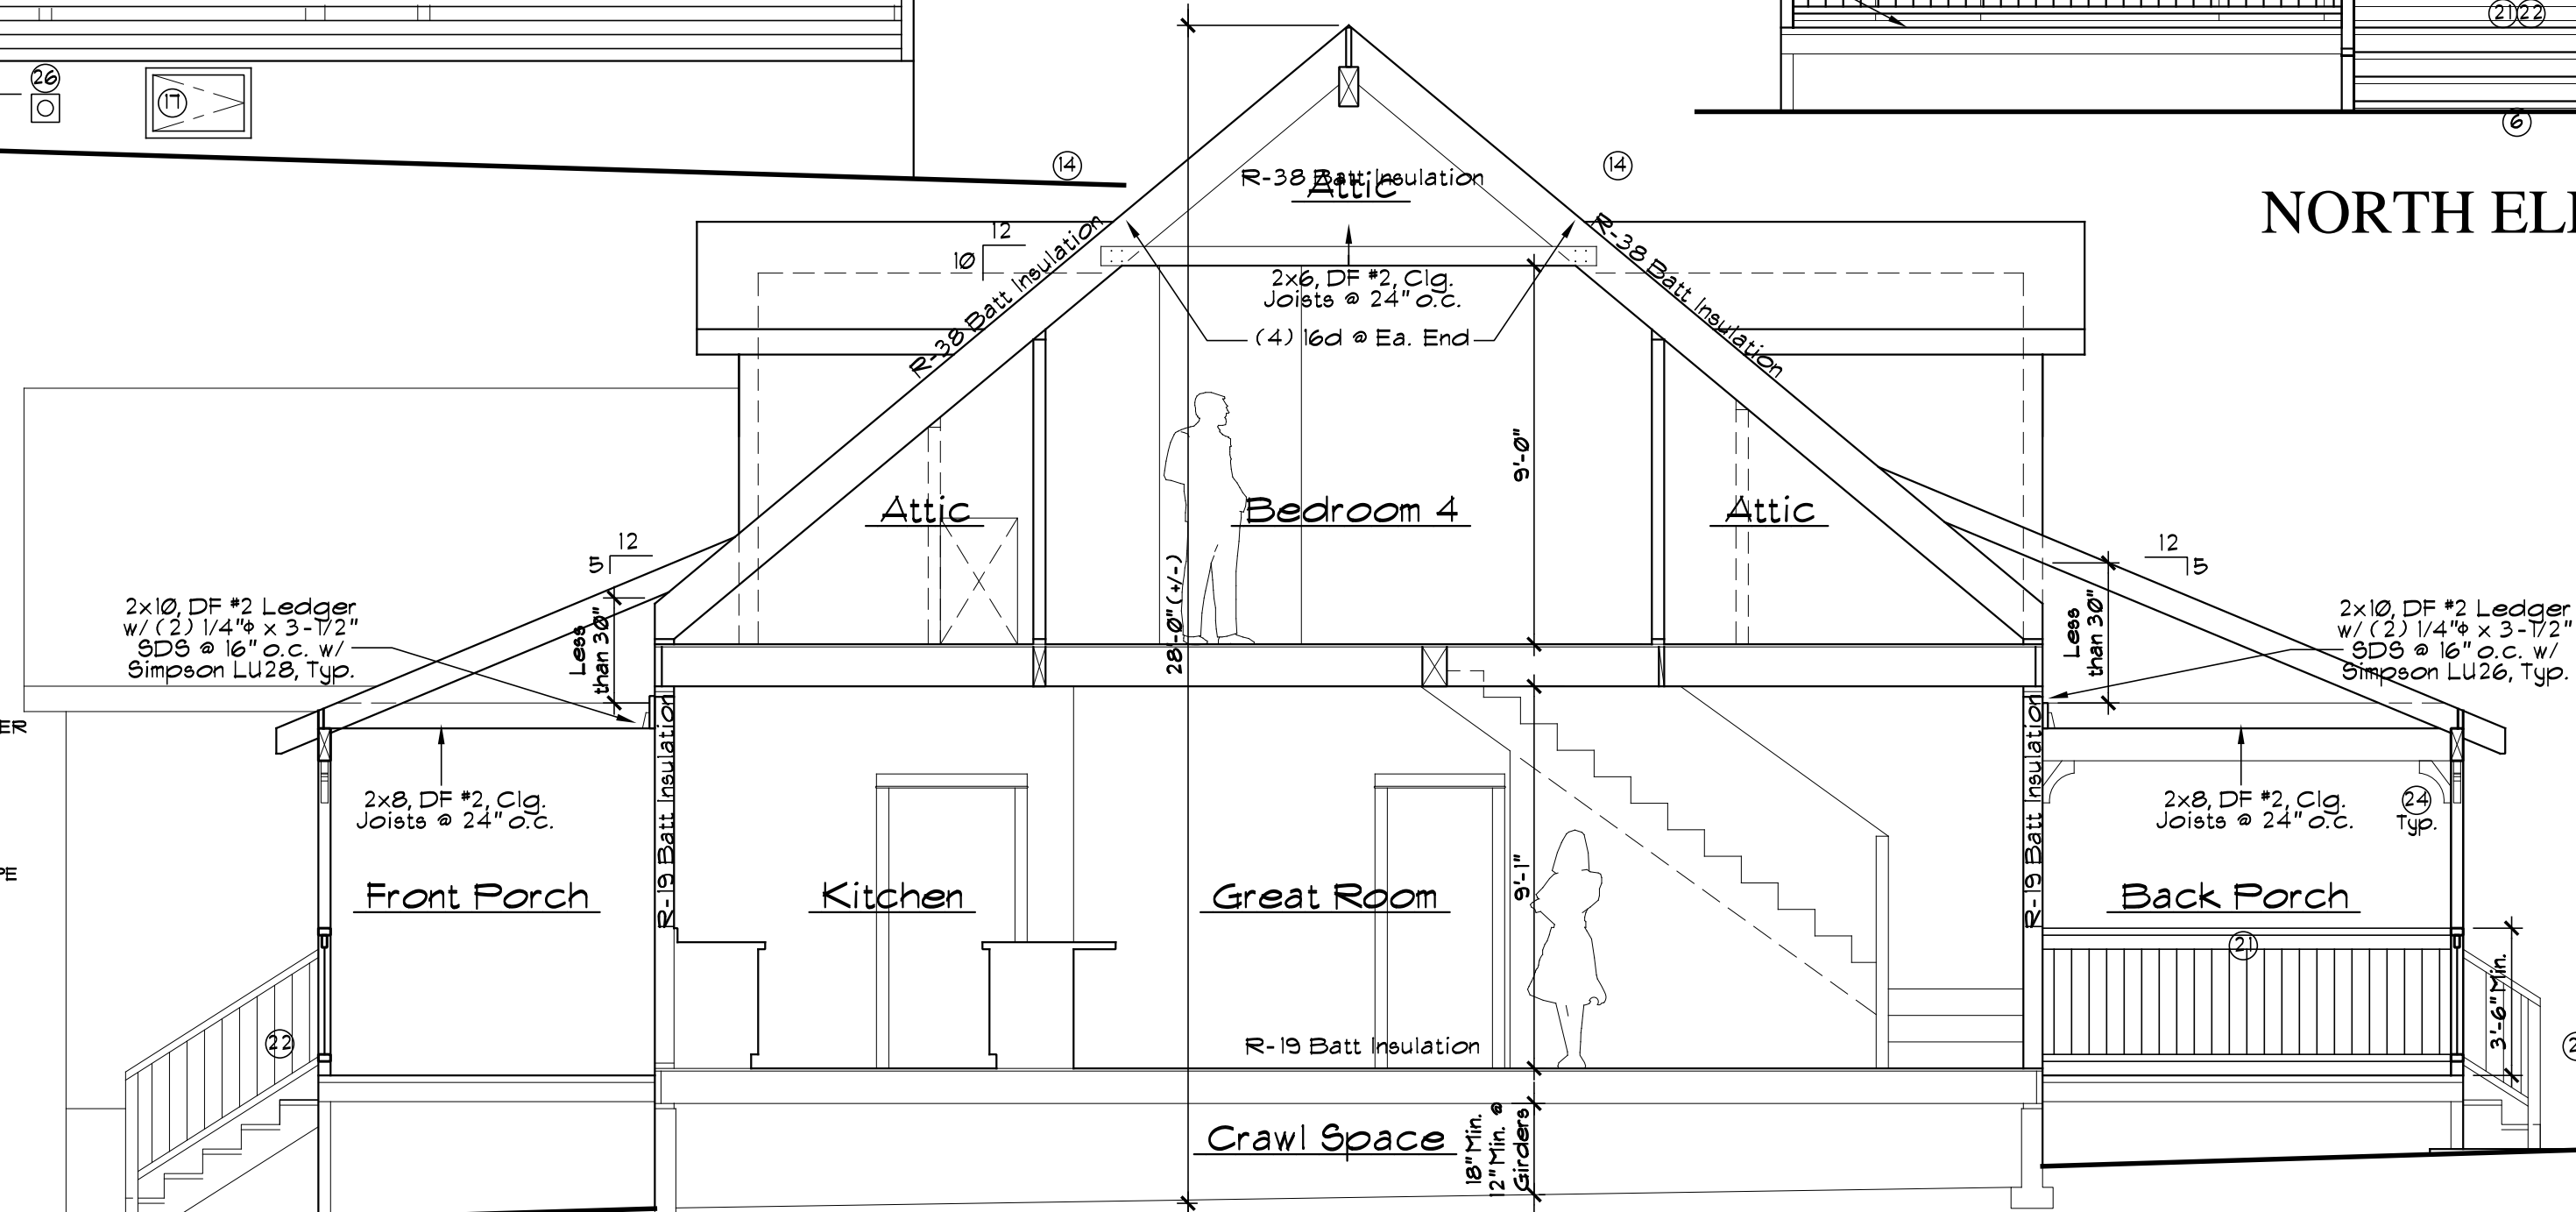 26
17
21
22
6
NORTH EL
14
14
R-38 Batt Insulation
Attic
12
10
R-38 Batt Insulation
R-38 Batt Insulation
2x6, DF #2, Clg.
Joists @ 24" o.c.
(4) 16d @ Ea. End
9'-0"
Attic
Bedroom 4
Attic
28'-0" (+/-)
12
5
12
5
2x10, DF #2 Ledger
w/ (2) 1/4"Φ x 3-1/2"
SDS @ 16" o.c. w/
Simpson LU28, Typ.
Less
than 30"
Less
than 30"
2x10, DF #2 Ledger
w/ (2) 1/4"Φ x 3-1/2"
SDS @ 16" o.c. w/
Simpson LU26, Typ.
ER
R-19 Batt Insulation
R-19 Batt Insulation
2x8, DF #2, Clg.
Joists @ 24" o.c.
2x8, DF #2, Clg.
Joists @ 24" o.c.
24
Typ.
PE
9'-1"
Front Porch
Kitchen
Great Room
Back Porch
21
3'-6" Min.
22
R-19 Batt Insulation
Crawl Space
18" Min.
12" Min. @
Girders